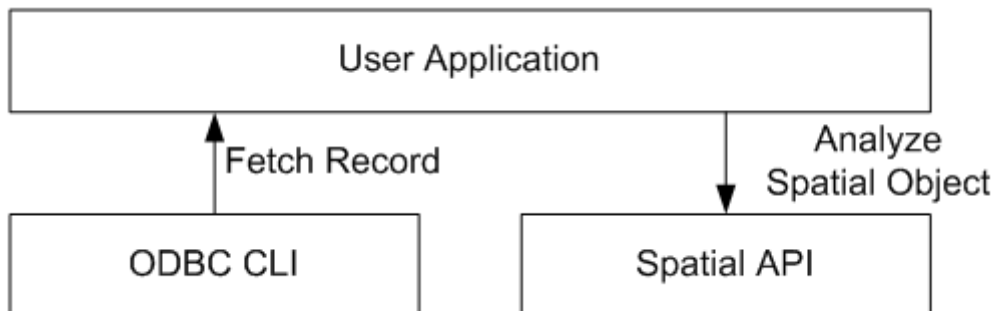 User Application
Fetch Record
Analyze
Spatial Object
ODBC CLI
Spatial API